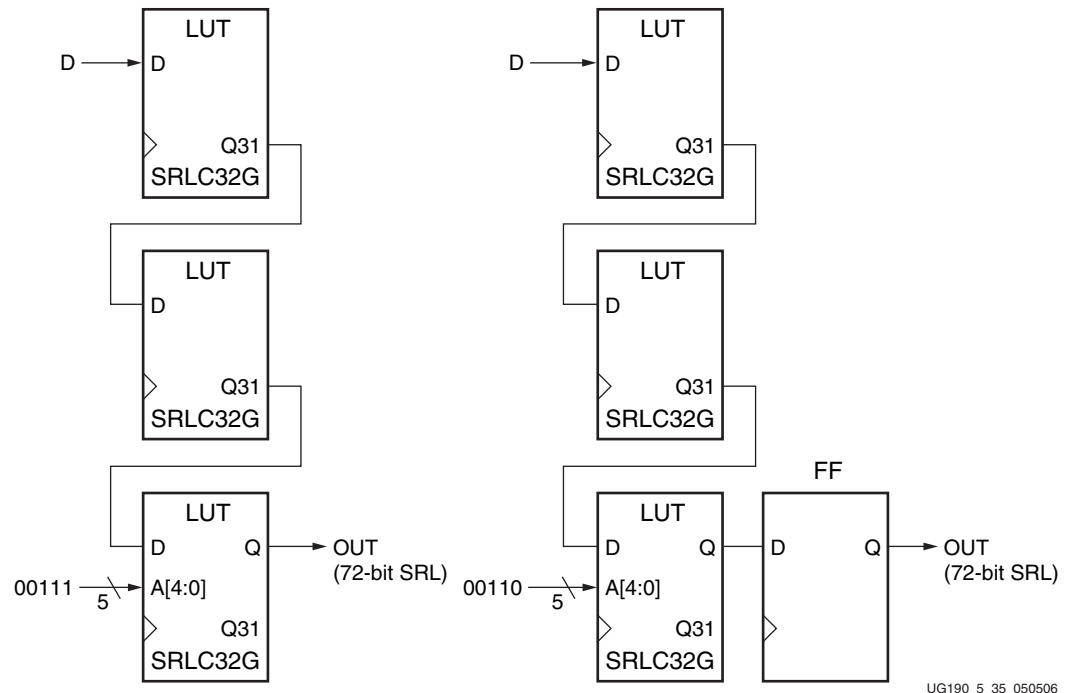 LUT
D
D
Q31
SRLC32G
LUT
D
Q31
SRLC32G
LUT
D
Q
OUT
(72-bit SRL)
00111
5
A[4:0]
Q31
SRLC32G
LUT
D
D
Q31
SRLC32G
LUT
D
Q31
SRLC32G
FF
LUT
D
Q
D
Q
OUT
(72-bit SRL)
00110
5
A[4:0]
Q31
SRLC32G
UG190_5_35_050506